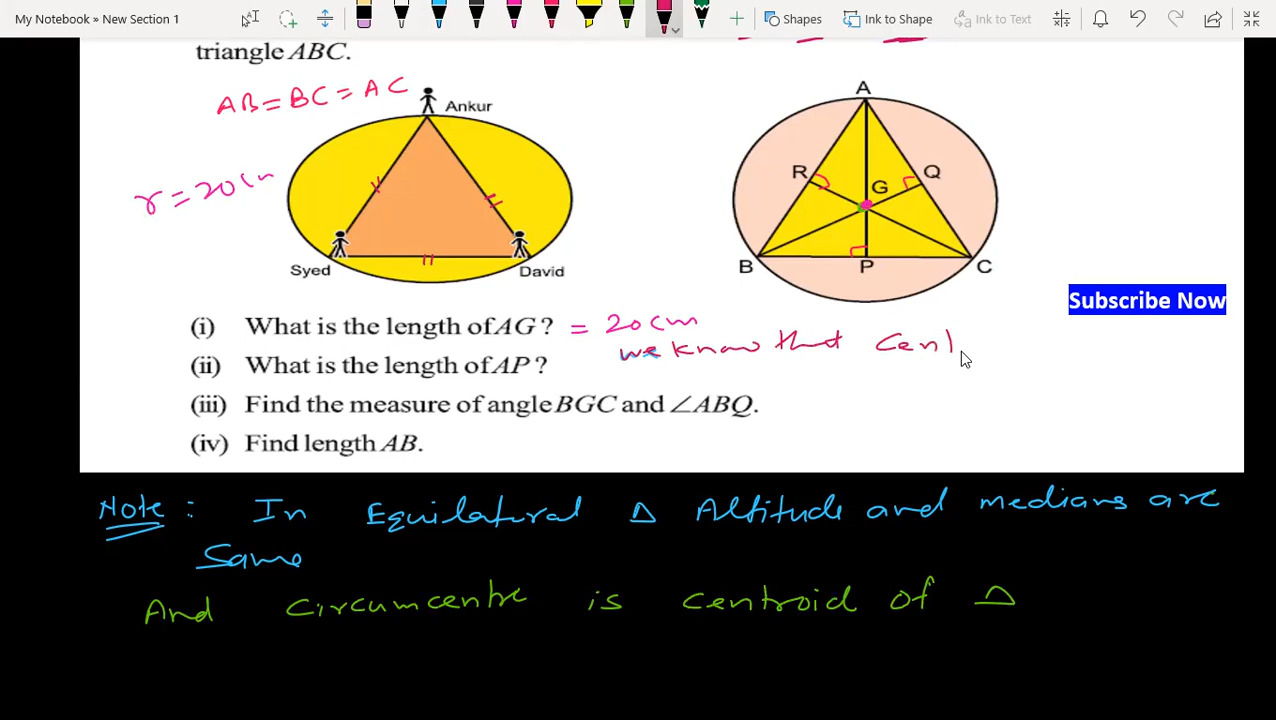 My Notebook » New Section 1
Shapes
Ink to Shape
Ink to Text
triangle ABC.
AB = BC = AC
Ankur
A
r = 20 cm
R
Q
G
Syed
David
B
P
C
Subscribe Now
(i) What is the length of AG ? = 20 cm
we know that Cen
(ii) What is the length of AP ?
(iii) Find the measure of angle BGC and ∠ABQ.
(iv) Find length AB.
Note : In Equilateral Δ Altitude and medians are
Same
And Circumcentre is centroid of Δ